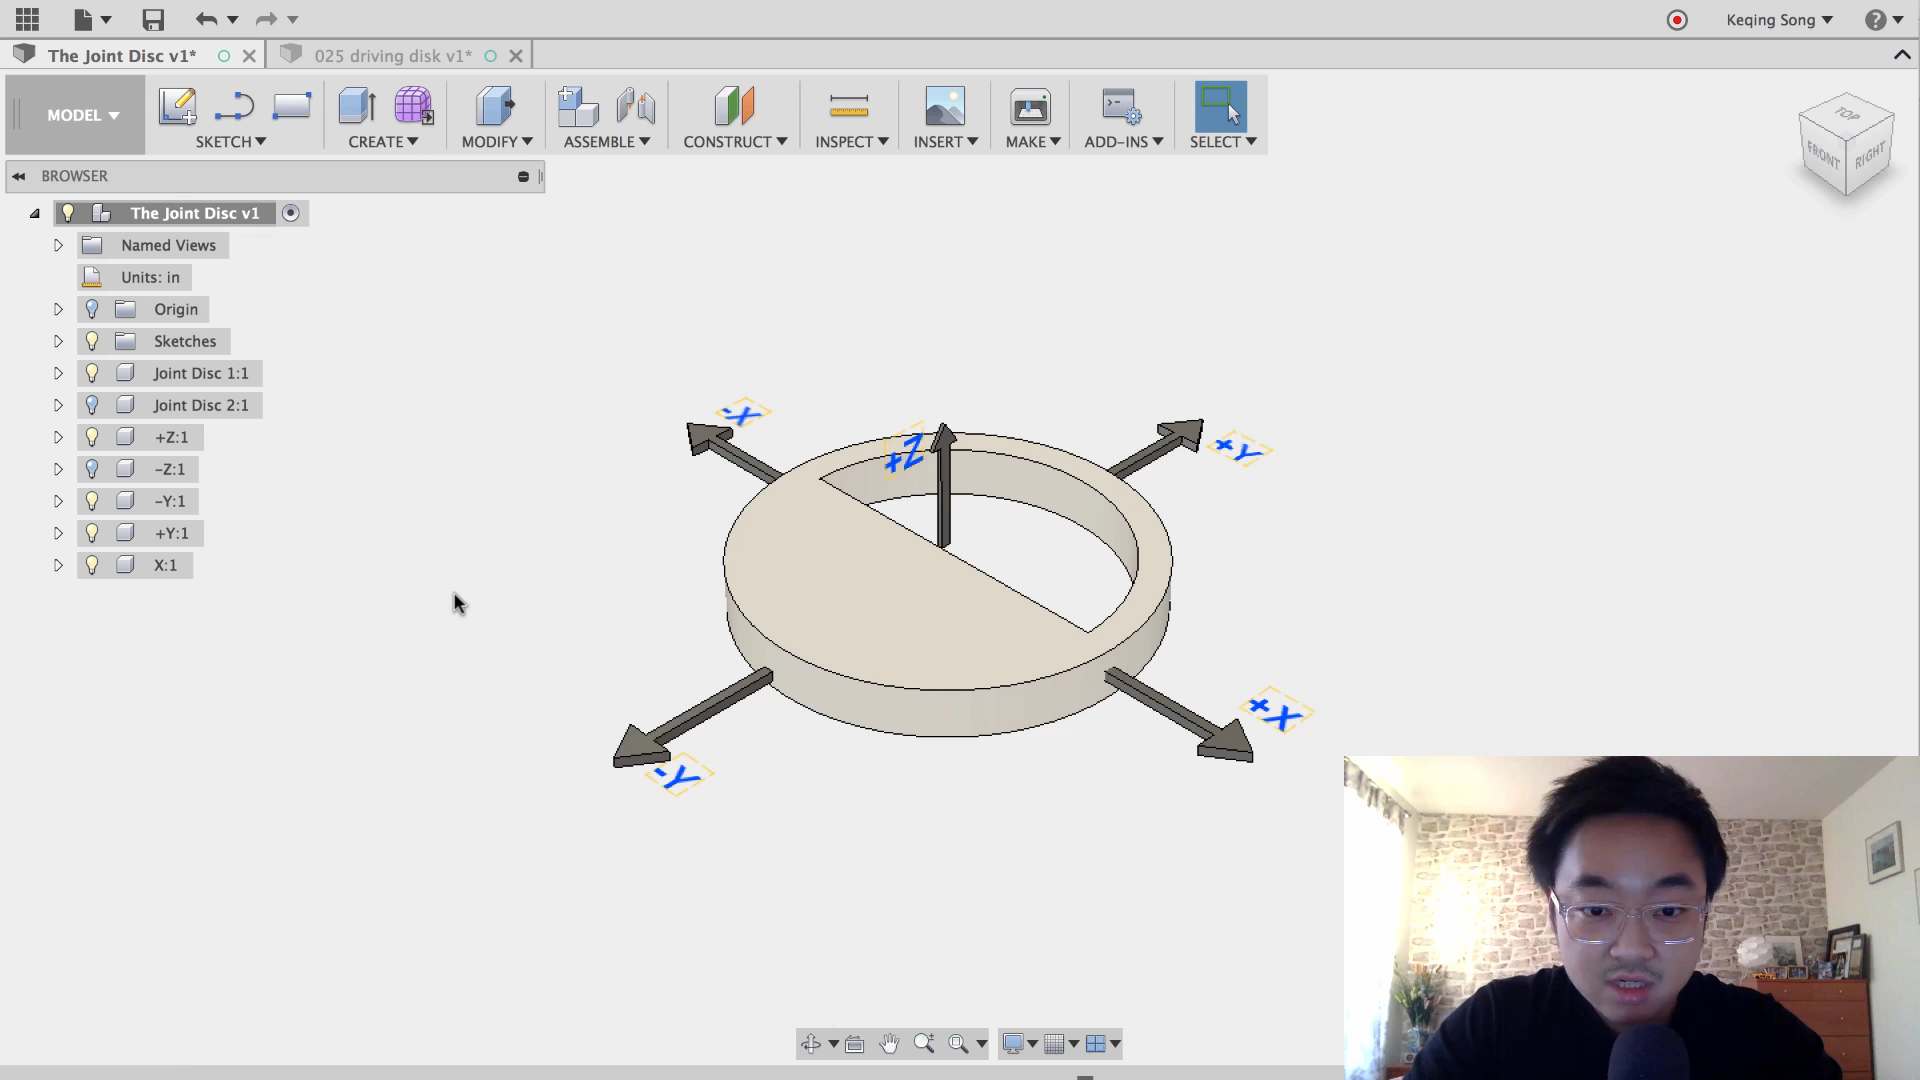 Keqing Song
The Joint Disc v1*
025 driving disk v1*
MODEL
SKETCH
CREATE
MODIFY
ASSEMBLE
CONSTRUCT
INSPECT
INSERT
MAKE
ADD-INS
SELECT
TOP
FRONT
RIGHT
BROWSER
The Joint Disc v1
Named Views
Units: in
Origin
Sketches
Joint Disc 1:1
Joint Disc 2:1
+Z:1
-Z:1
-Y:1
+Y:1
X:1
-X
+Z
+Y
+X
-Y